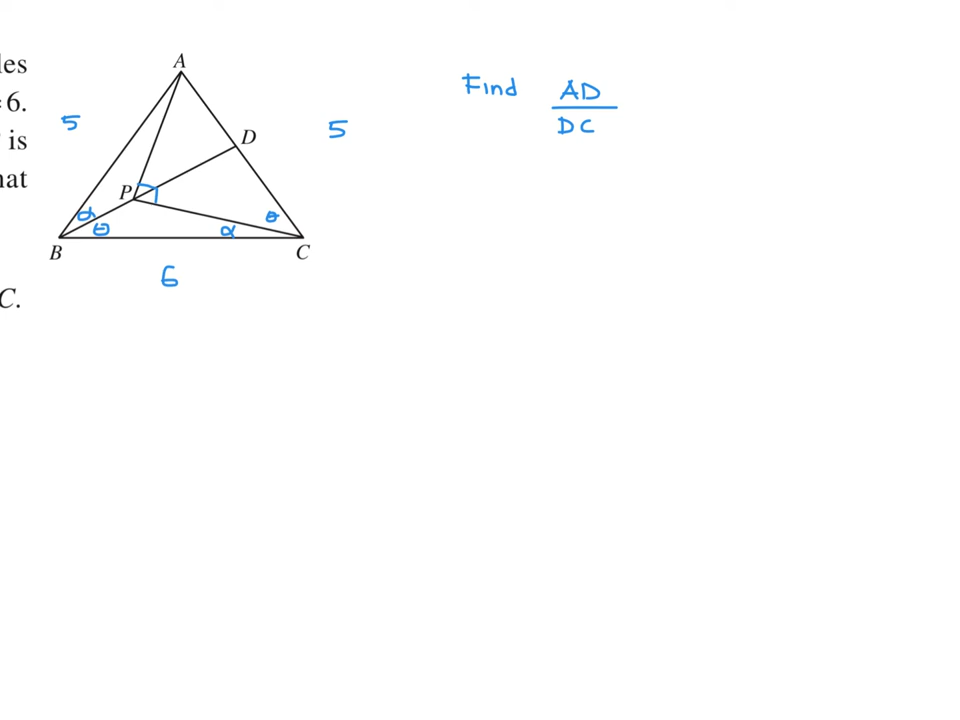 les
=6.
is
hat
C.
A
5
5
D
P
α
θ
θ
α
B
C
6
Find AD
DC